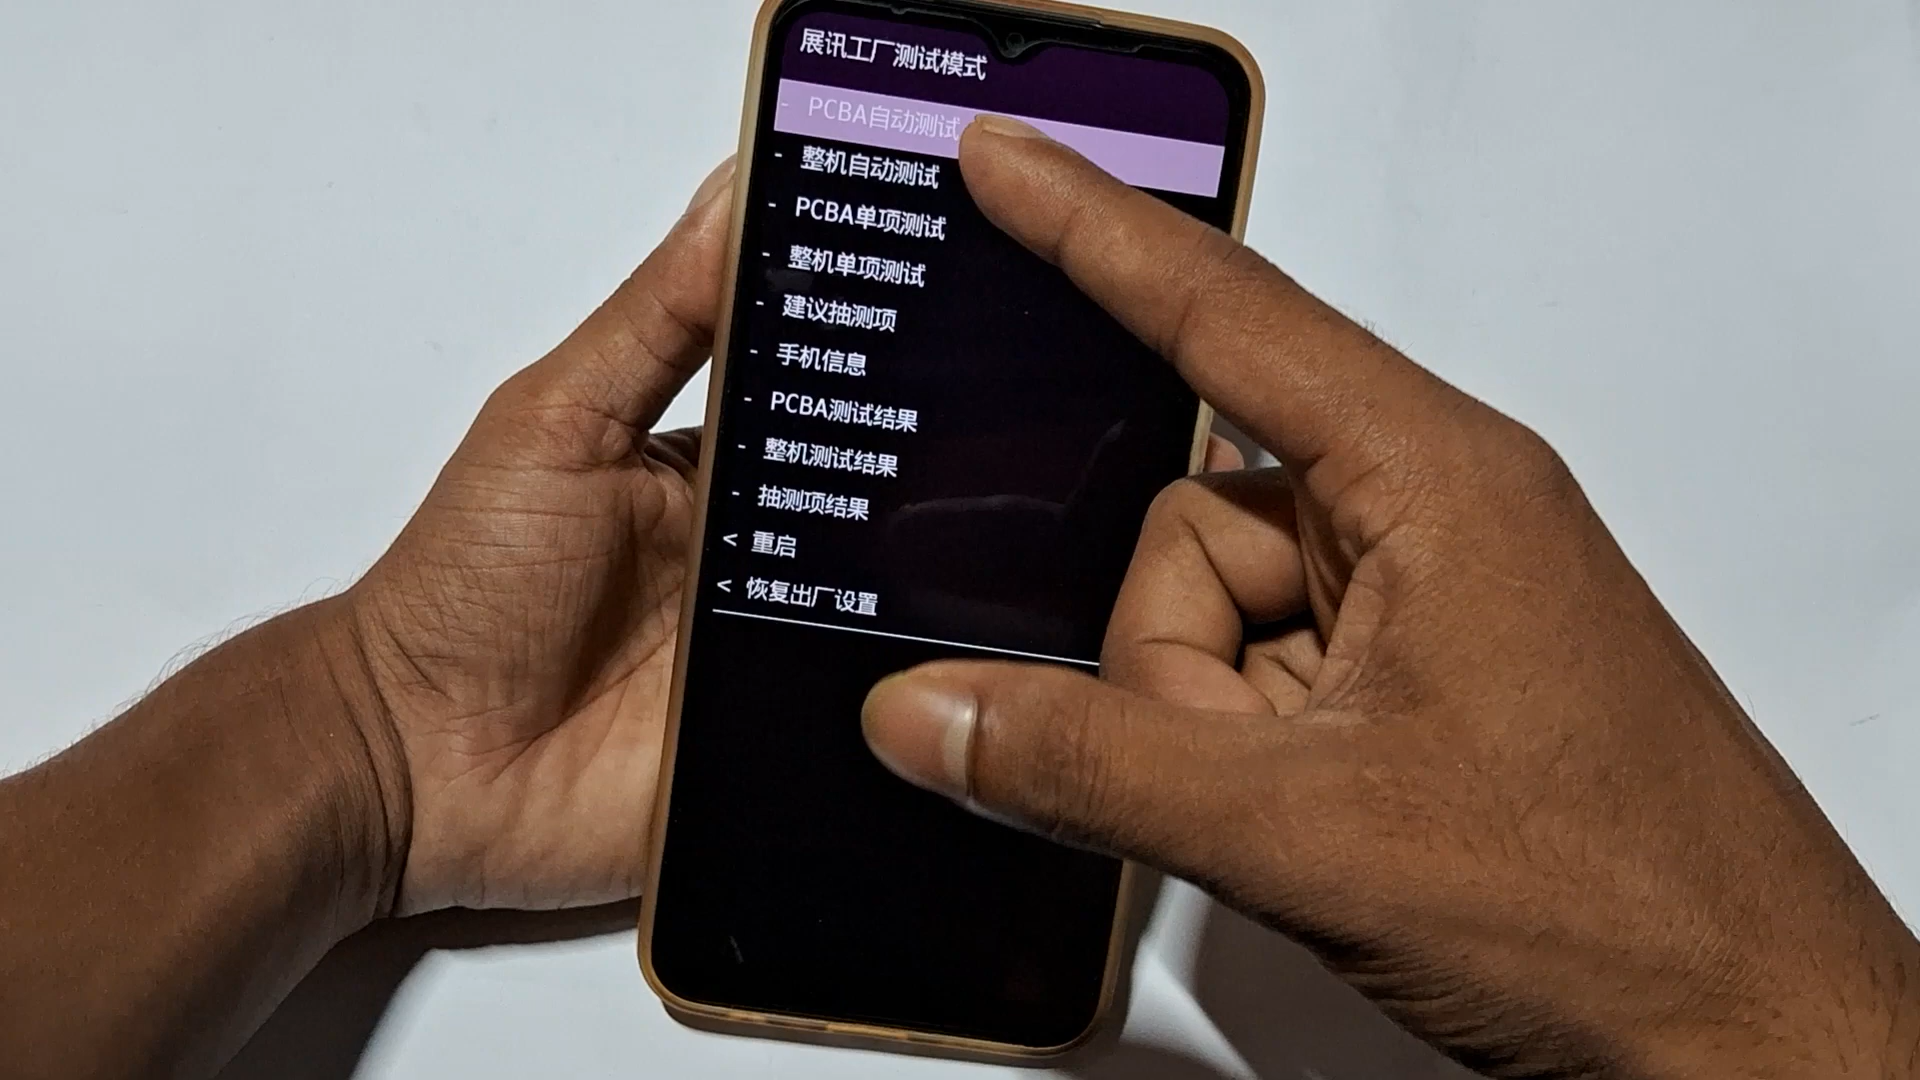 展讯工厂测试模式
- PCBA自动测试
- 整机自动测试
- PCBA单项测试
- 整机单项测试
- 建议抽测项
- 手机信息
- PCBA测试结果
- 整机测试结果
- 抽测项结果
< 重启
< 恢复出厂设置